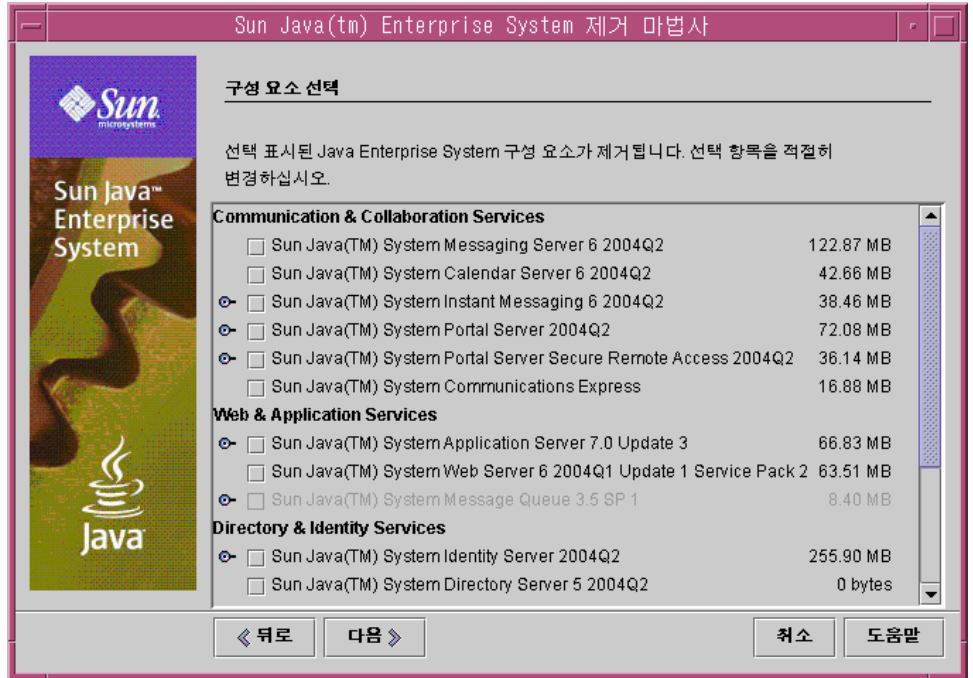 Sun Java(tm) Enterprise System 제거 마법사
Sun
microsystems
Sun Java™
Enterprise
System
Java
구성 요소 선택
선택 표시된 Java Enterprise System 구성 요소가 제거됩니다. 선택 항목을 적절히
변경하십시오.
Communication & Collaboration Services
Sun Java(TM) System Messaging Server 6 2004Q2 122.87 MB
Sun Java(TM) System Calendar Server 6 2004Q2 42.66 MB
Sun Java(TM) System Instant Messaging 6 2004Q2 38.46 MB
Sun Java(TM) System Portal Server 2004Q2 72.08 MB
Sun Java(TM) System Portal Server Secure Remote Access 2004Q2 36.14 MB
Sun Java(TM) System Communications Express 16.88 MB
Web & Application Services
Sun Java(TM) System Application Server 7.0 Update 3 66.83 MB
Sun Java(TM) System Web Server 6 2004Q1 Update 1 Service Pack 2 63.51 MB
Sun Java(TM) System Message Queue 3.5 SP 1 8.40 MB
Directory & Identity Services
Sun Java(TM) System Identity Server 2004Q2 255.90 MB
Sun Java(TM) System Directory Server 5 2004Q2 0 bytes
뒤로 다음 취소 도움말